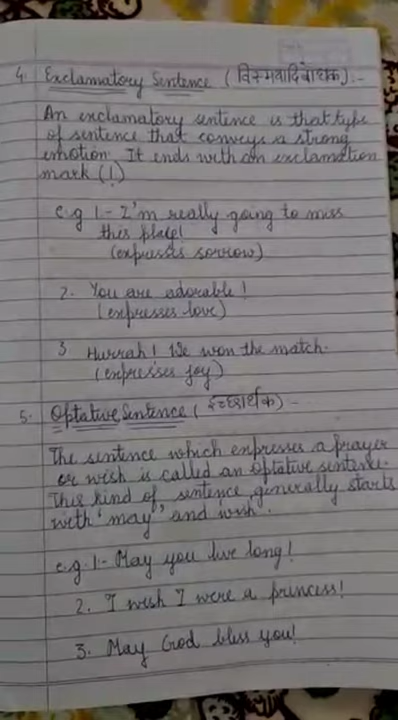 4. Exclamatory Sentence (विस्मयादिबोधक):-
An exclamatory sentence is that type
of sentence that conveys a strong
emotion. It ends with an exclamation
mark (!)
e.g 1.- I'm really going to miss
this place!
(expresses sorrow)
2. You are adorable!
(expresses love)
3 Hurrah! We won the match.
(expresses joy)
5. Optative Sentence (इच्छार्थक) -
The sentence which expresses a prayer
or wish is called an optative sentence.
This kind of sentence generally starts
with 'may' and wish'.
e.g. 1.- May you live long!
2. I wish I were a princess!
3. May God bless you!